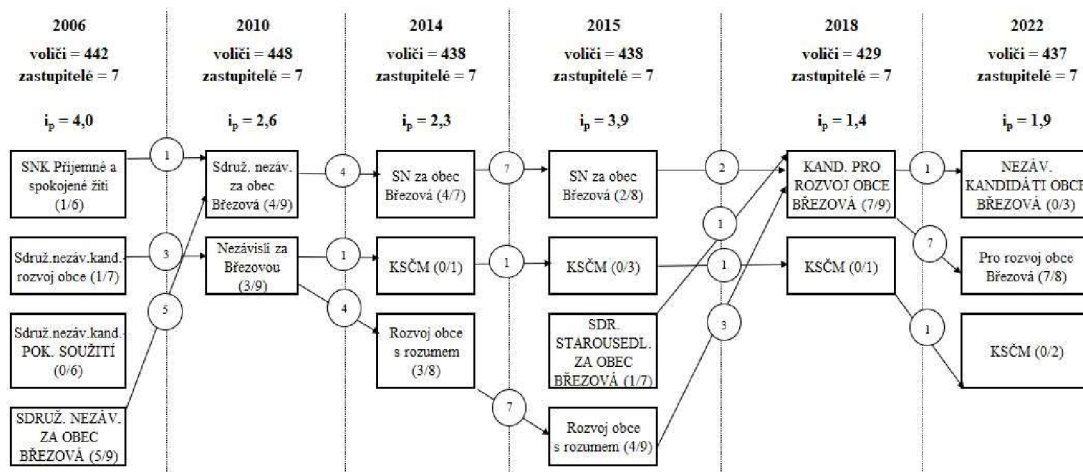 2006
voliči = 442
zastupitelé = 7
i_p = 4,0
SNK Příjemné a
spokojené žití
(1/6)
Sdruž.nezáv.kand.
rozvoj obce (1/7)
Sdruž.nezáv.kand.-
POK. SOUŽITÍ
(0/6)
SDRUŽ. NEZÁV.
ZA OBEC
BŘEZOVÁ (5/9)
1
3
5
2010
voliči = 448
zastupitelé = 7
i_p = 2,6
Sdruž. nezáv.
za obec
Březová (4/9)
Nezávislí za
Březovou
(3/9)
4
1
4
2014
voliči = 438
zastupitelé = 7
i_p = 2,3
SN za obec
Březová (4/7)
KSČM (0/1)
Rozvoj obce
s rozumem
(3/8)
7
1
7
2015
voliči = 438
zastupitelé = 7
i_p = 3,9
SN za obec
Březová (2/8)
KSČM (0/3)
SDR.
STAROUSEDL.
ZA OBEC
BŘEZOVÁ (1/7)
Rozvoj obce
s rozumem (4/9)
2
1
1
3
2018
voliči = 429
zastupitelé = 7
i_p = 1,4
KAND. PRO
ROZVOJ OBCE
BŘEZOVÁ (7/9)
KSČM (0/1)
1
7
1
2022
voliči = 437
zastupitelé = 7
i_p = 1,9
NEZÁV.
KANDIDÁTI OBCE
BŘEZOVÁ (0/3)
Pro rozvoj obce
Březová (7/8)
KSČM (0/2)